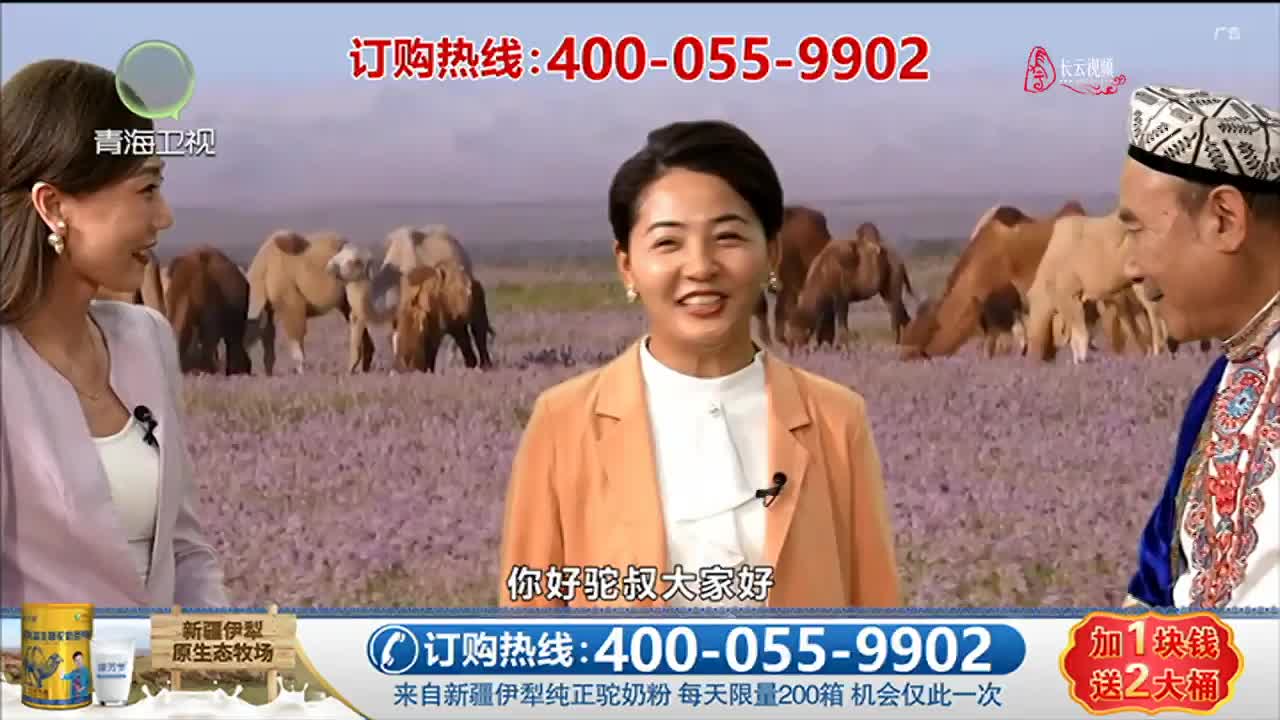 广告
订购热线:400-055-9902
长云视频
青海卫视
你好驼叔大家好
新疆伊犁
原生态牧场
订购热线:400-055-9902
来自新疆伊犁纯正驼奶粉 每天限量200箱 机会仅此一次
加1块钱
送2大桶